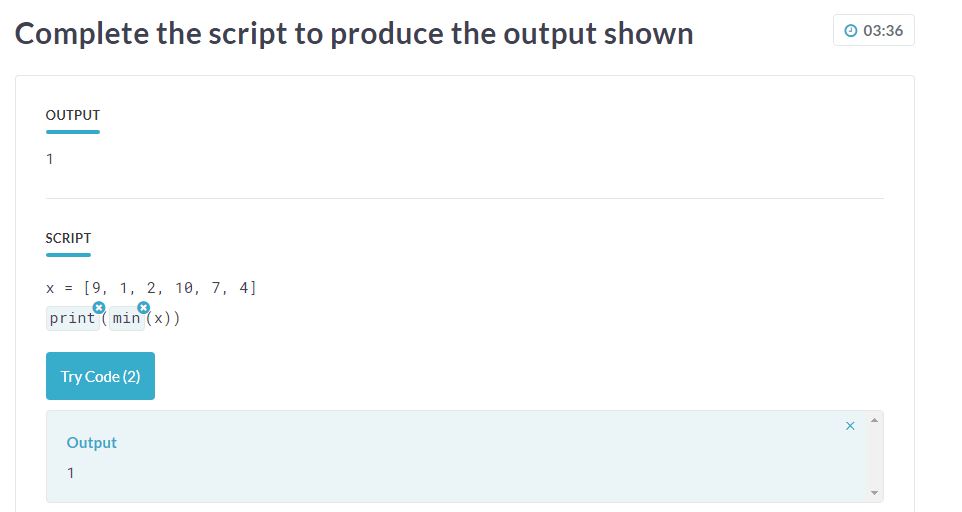 Complete the script to produce the output shown
03:36
OUTPUT
1
SCRIPT
x = [9, 1, 2, 10, 7, 4]
print(min(x))
Try Code (2)
Output
1